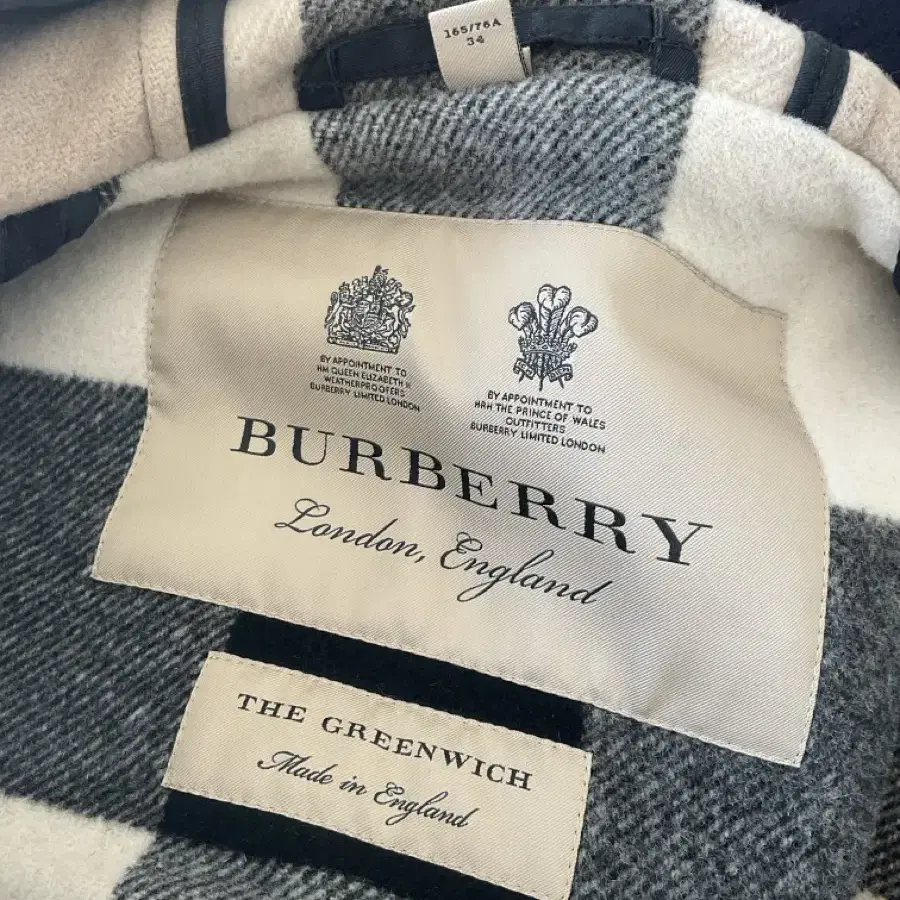 165/76A
34
BY APPOINTMENT TO
HM QUEEN ELIZABETH II
WEATHERPROOFERS
BURBERRY LIMITED LONDON
BY APPOINTMENT TO
HRH THE PRINCE OF WALES
OUTFITTERS
BURBERRY LIMITED LONDON
BURBERRY
London, England
THE GREENWICH
Made in England